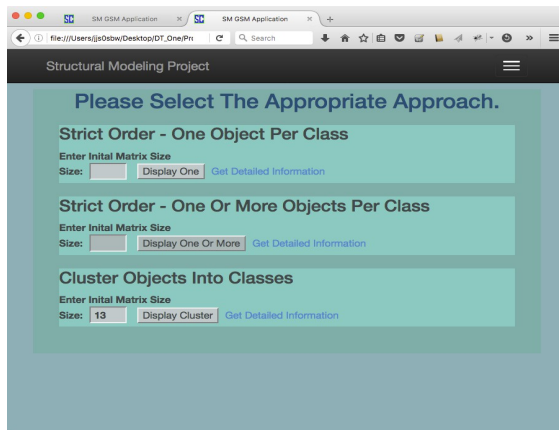 SC SM GSM Application × SC SM GSM Application × +
file:///Users/jjs0sbw/Desktop/DT_One/Pro Search
Structural Modeling Project
Please Select The Appropriate Approach.
Strict Order - One Object Per Class
Enter Inital Matrix Size
Size: Display One Get Detailed Information
Strict Order - One Or More Objects Per Class
Enter Inital Matrix Size
Size: Display One Or More Get Detailed Information
Cluster Objects Into Classes
Enter Inital Matrix Size
Size: 13 Display Cluster Get Detailed Information